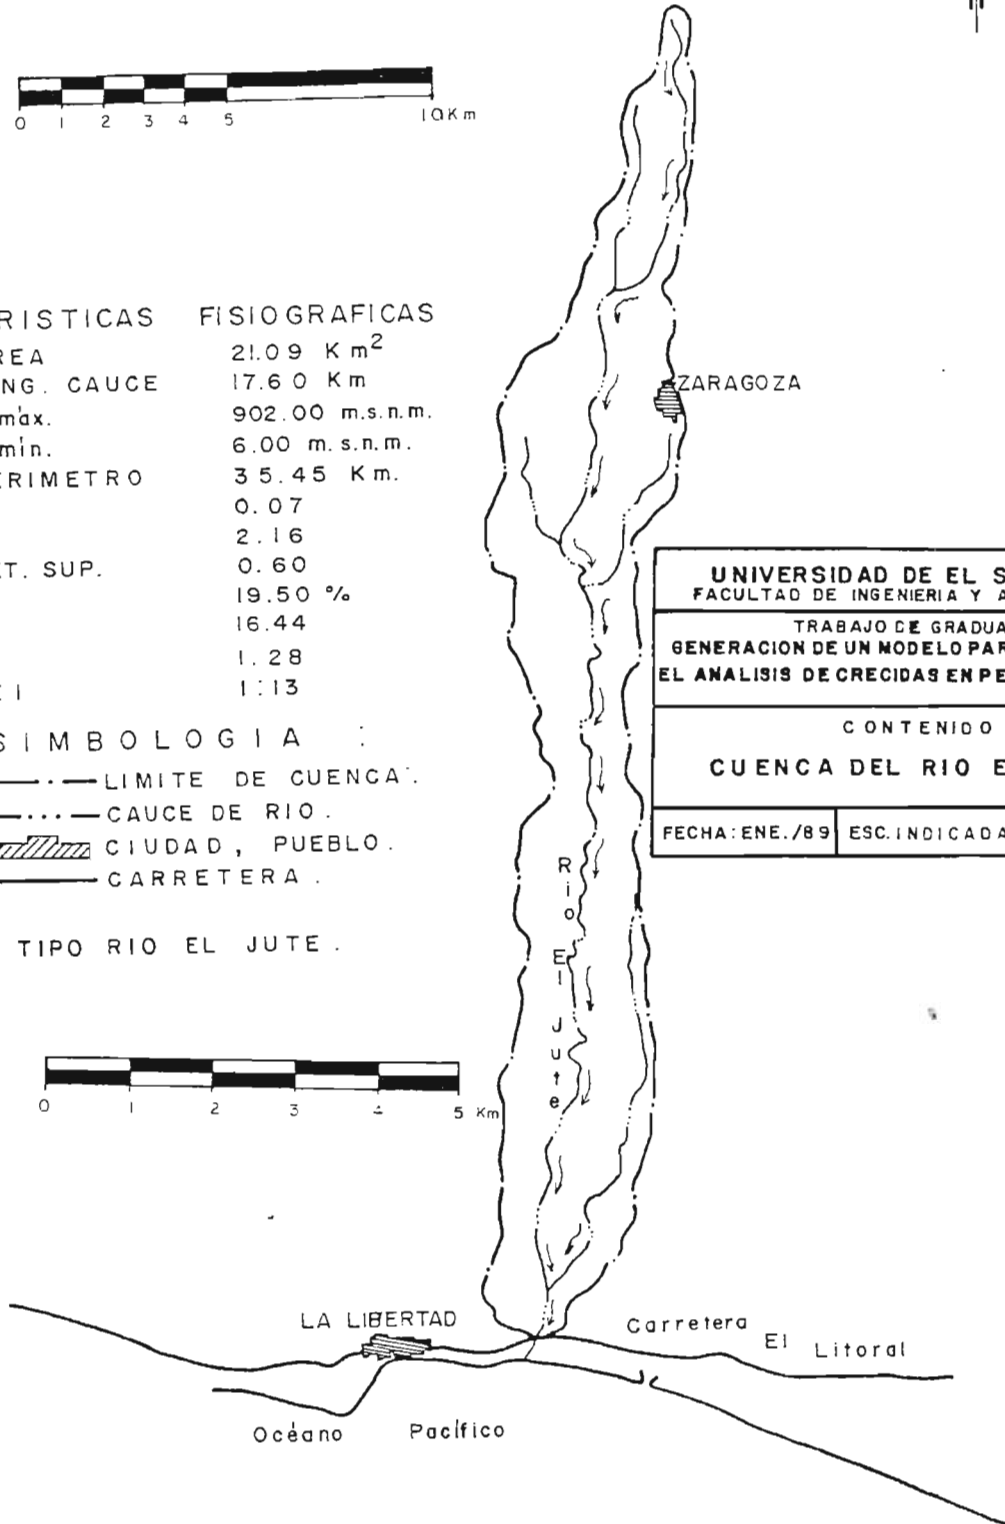 0 1 2 3 4 5 10Km
RISTICAS FISIOGRAFICAS
REA 21.09 Km²
NG. CAUCE 17.60 Km
máx. 902.00 m.s.n.m.
mín. 6.00 m.s.n.m.
ERIMETRO 35.45 Km.
0.07
2.16
T. SUP. 0.60
19.50 %
16.44
1.28
I 1:13
SIMBOLOGIA :
LIMITE DE CUENCA.
CAUCE DE RIO.
CIUDAD, PUEBLO.
CARRETERA.
TIPO RIO EL JUTE.
0 1 2 3 4 5 Km
ZARAGOZA
UNIVERSIDAD DE EL S
FACULTAD DE INGENIERIA Y A
TRABAJO DE GRADUA
GENERACION DE UN MODELO PAR
EL ANALISIS DE CRECIDAS EN PE
CONTENIDO
CUENCA DEL RIO E
FECHA: ENE./89 ESC. INDICADA
Río El Jute
LA LIBERTAD
Carretera El Litoral
Océano Pacífico